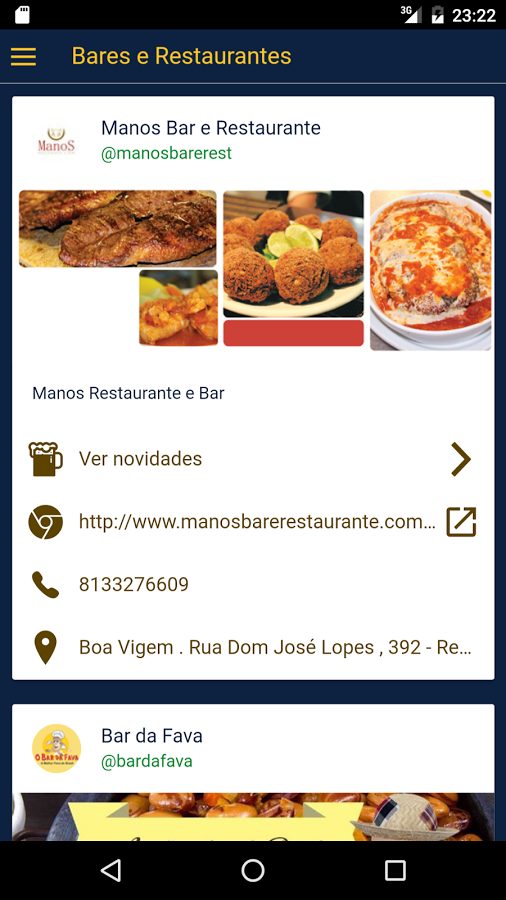 3G
23:22
Bares e Restaurantes
Manos Bar e Restaurante
@manosbarerest
ManoS
Manos Restaurante e Bar
Ver novidades
http://www.manosbarerestaurante.com...
8133276609
Boa Vigem . Rua Dom José Lopes , 392 - Re...
Bar da Fava
@bardafava
O BAR DA FAVA